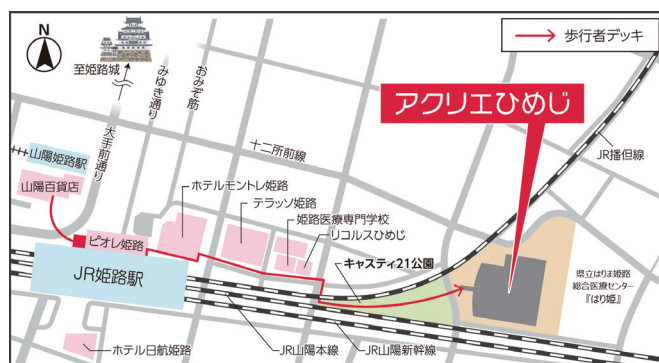 N
至姫路城
みゆき通り
おみぞ筋
大手前通り
歩行者デッキ
アクリエひめじ
山陽姫路駅
山陽百貨店
十二所前線
JR播但線
ホテルモントレ姫路
テラッソ姫路
姫路医療専門学校
リコルスひめじ
ピオレ姫路
JR姫路駅
キャスティ21公園
県立はりま姫路
総合医療センター
『はり姫』
ホテル日航姫路
JR山陽本線
JR山陽新幹線